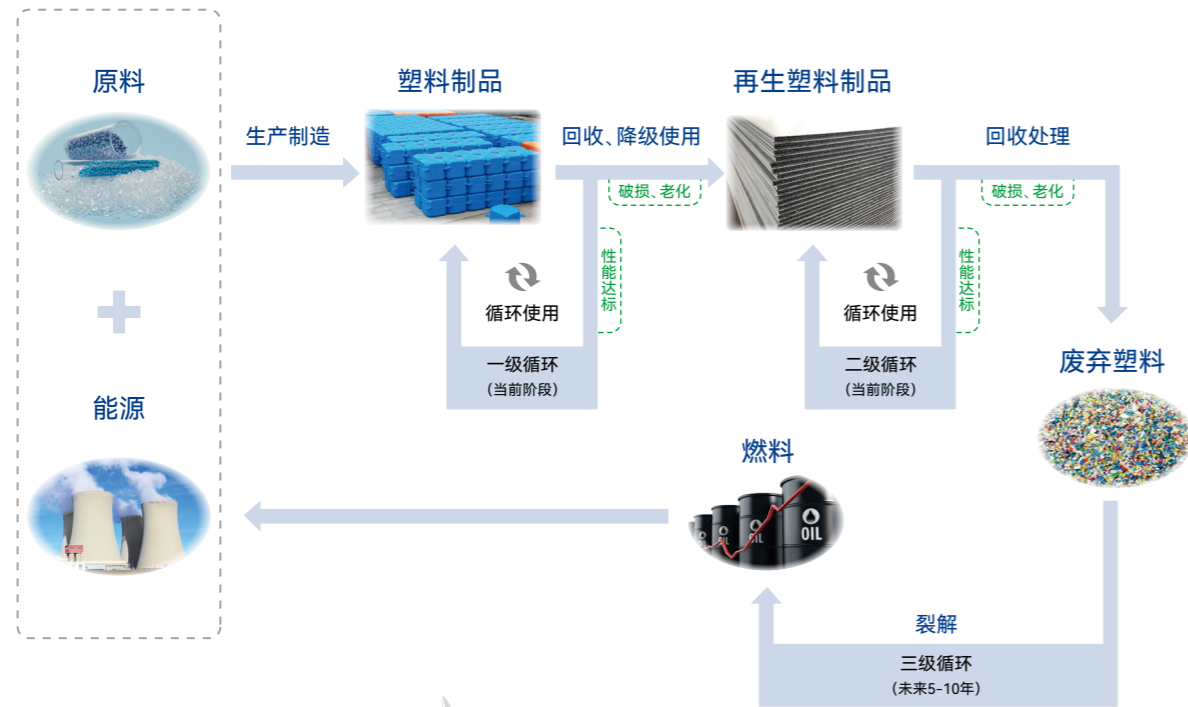 原料
塑料制品
再生塑料制品
生产制造
回收、降级使用
回收处理
破损、老化
破损、老化
性能达标
性能达标
循环使用
循环使用
一级循环
(当前阶段)
二级循环
(当前阶段)
废弃塑料
能源
燃料
OIL
OIL
OIL
OIL
裂解
三级循环
(未来5-10年)